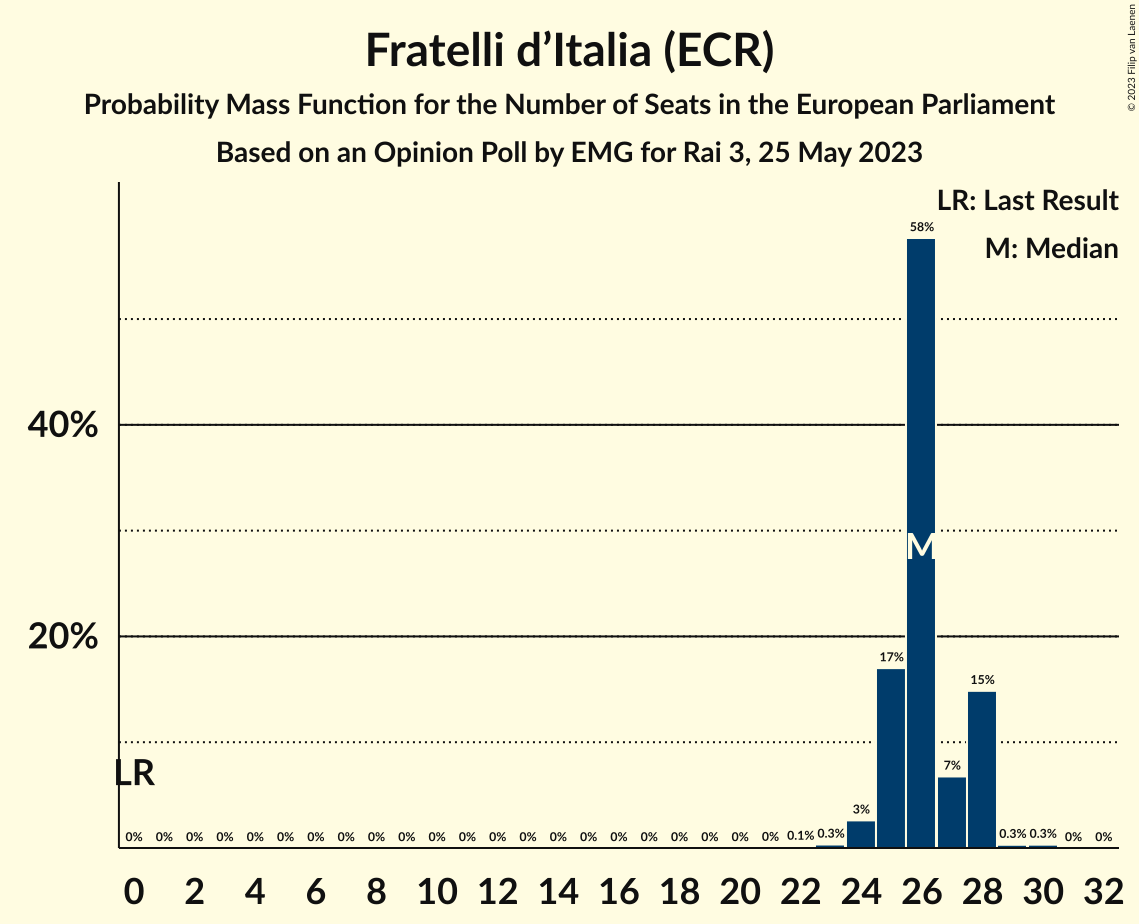 Fratelli d’Italia (ECR)
Probability Mass Function for the Number of Seats in the European Parliament
Based on an Opinion Poll by EMG for Rai 3, 25 May 2023
© 2023 Filip van Laenen
LR: Last Result
M: Median
58%
40%
M
20%
17%
15%
LR
7%
3%
0% 0% 0% 0% 0% 0% 0% 0% 0% 0% 0% 0% 0% 0% 0% 0% 0% 0% 0% 0% 0% 0% 0.1% 0.3% 0.3% 0.3% 0% 0%
0 2 4 6 8 10 12 14 16 18 20 22 24 26 28 30 32